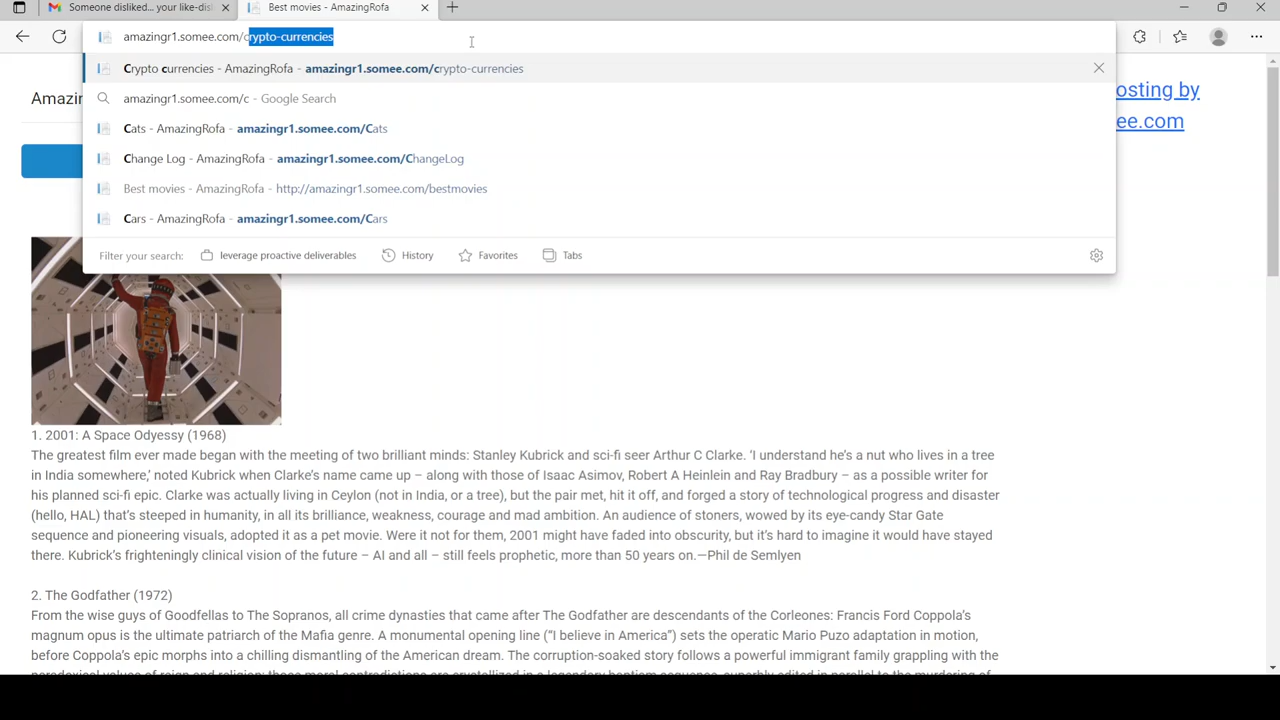 Someone disliked... your like-dis
Best movies - AmazingRofa
amazingr1.somee.com/crypto-currencies
Crypto currencies - AmazingRofa - amazingr1.somee.com/crypto-currencies
amazingr1.somee.com/c - Google Search
Cats - AmazingRofa - amazingr1.somee.com/Cats
Change Log - AmazingRofa - amazingr1.somee.com/ChangeLog
Best movies - AmazingRofa - http://amazingr1.somee.com/bestmovies
Cars - AmazingRofa - amazingr1.somee.com/Cars
Filter your search: leverage proactive deliverables History Favorites Tabs
Amazin
osting by
ee.com
1. 2001: A Space Odyessy (1968)
The greatest film ever made began with the meeting of two brilliant minds: Stanley Kubrick and sci-fi seer Arthur C Clarke. ‘I understand he’s a nut who lives in a tree
in India somewhere,’ noted Kubrick when Clarke’s name came up – along with those of Isaac Asimov, Robert A Heinlein and Ray Bradbury – as a possible writer for
his planned sci-fi epic. Clarke was actually living in Ceylon (not in India, or a tree), but the pair met, hit it off, and forged a story of technological progress and disaster
(hello, HAL) that’s steeped in humanity, in all its brilliance, weakness, courage and mad ambition. An audience of stoners, wowed by its eye-candy Star Gate
sequence and pioneering visuals, adopted it as a pet movie. Were it not for them, 2001 might have faded into obscurity, but it’s hard to imagine it would have stayed
there. Kubrick’s frighteningly clinical vision of the future – AI and all – still feels prophetic, more than 50 years on.—Phil de Semlyen
2. The Godfather (1972)
From the wise guys of Goodfellas to The Sopranos, all crime dynasties that came after The Godfather are descendants of the Corleones: Francis Ford Coppola’s
magnum opus is the ultimate patriarch of the Mafia genre. A monumental opening line (“I believe in America”) sets the operatic Mario Puzo adaptation in motion,
before Coppola’s epic morphs into a chilling dismantling of the American dream. The corruption-soaked story follows a powerful immigrant family grappling with the